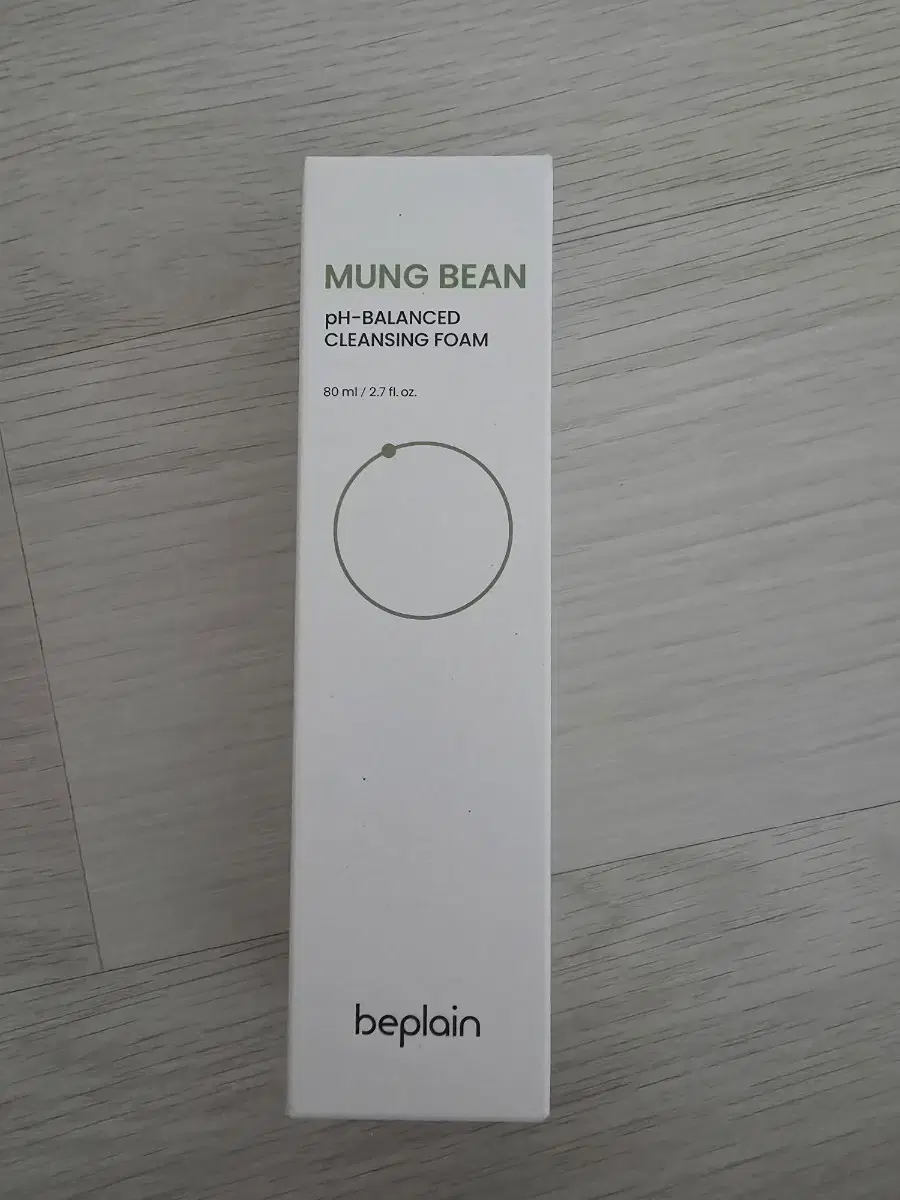 MUNG BEAN
pH-BALANCED
CLEANSING FOAM
80 ml / 2.7 fl. oz.
beplain